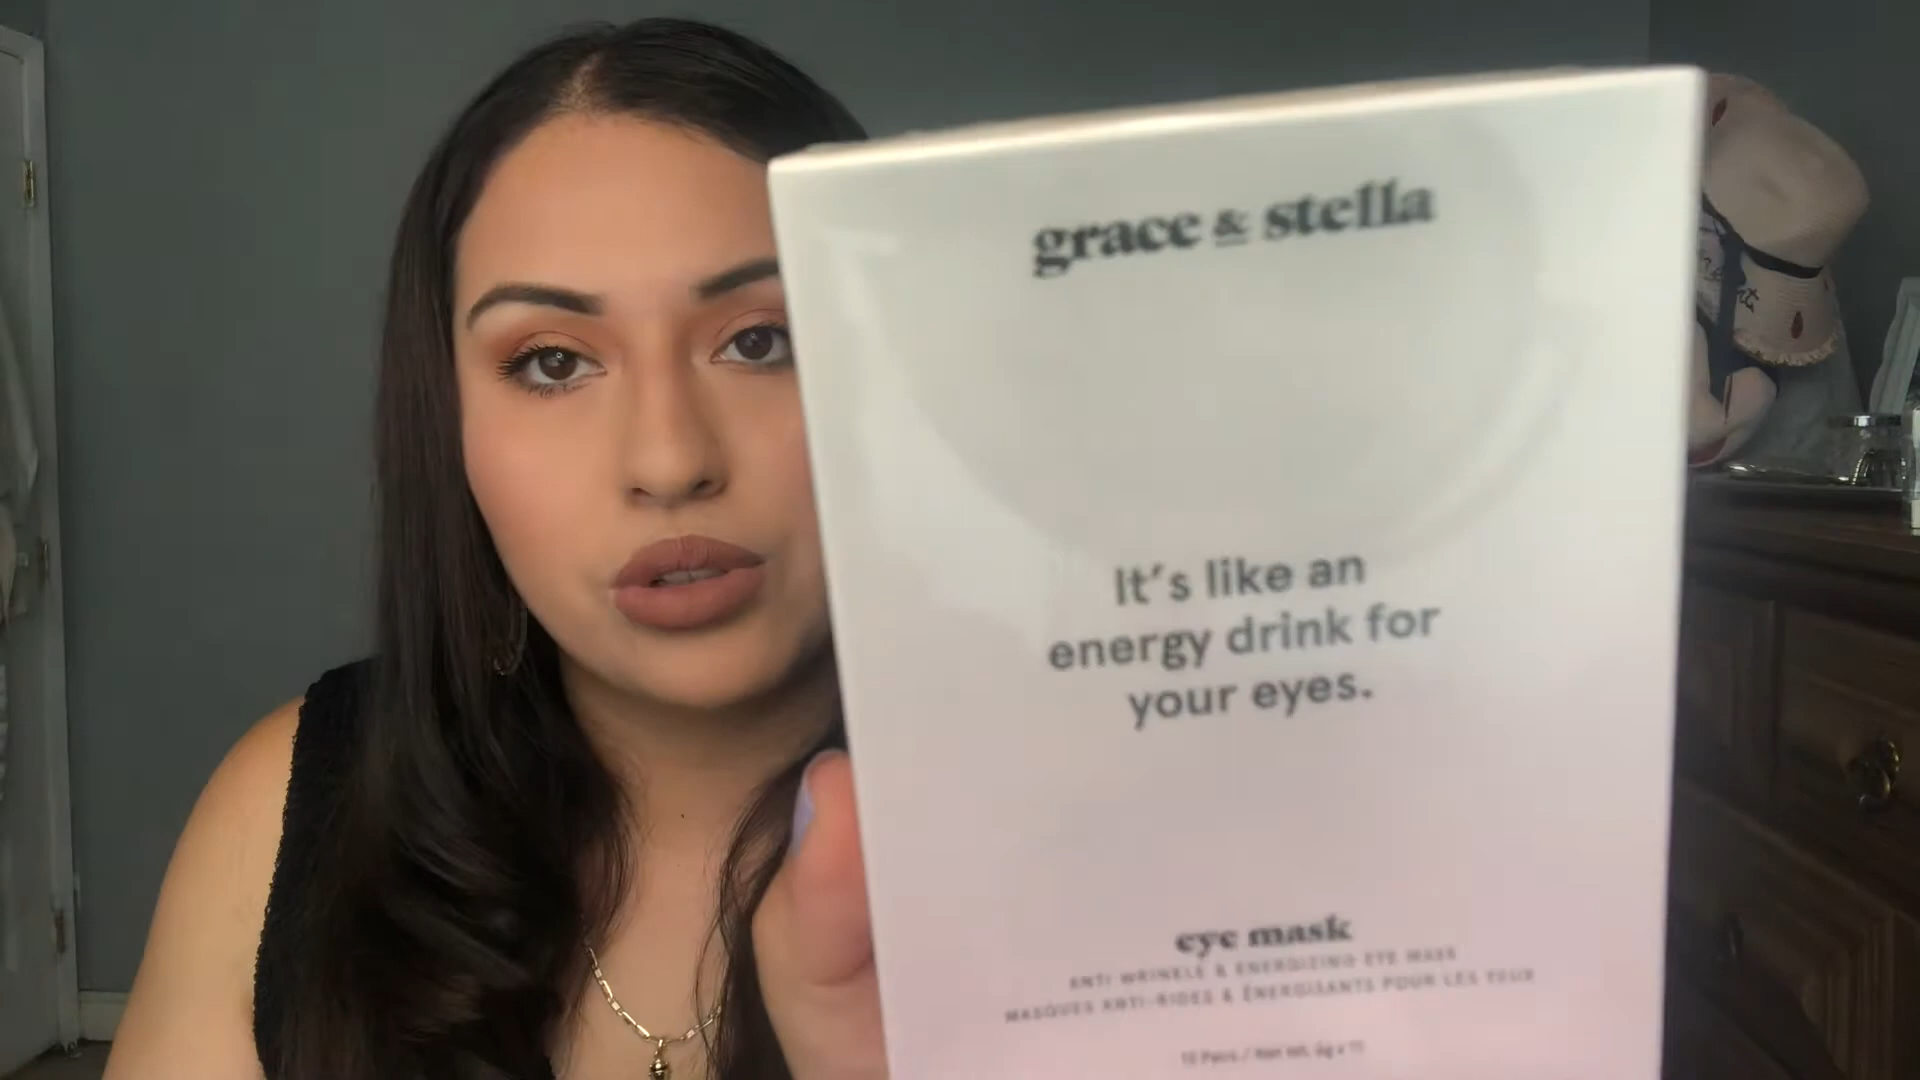 grace & stella
It's like an
energy drink for
your eyes.
eye mask
ANTI WRINKLE & ENERGIZING EYE MASK
MASQUES ANTI-RIDES & ÉNERGISANTS POUR LES YEUX